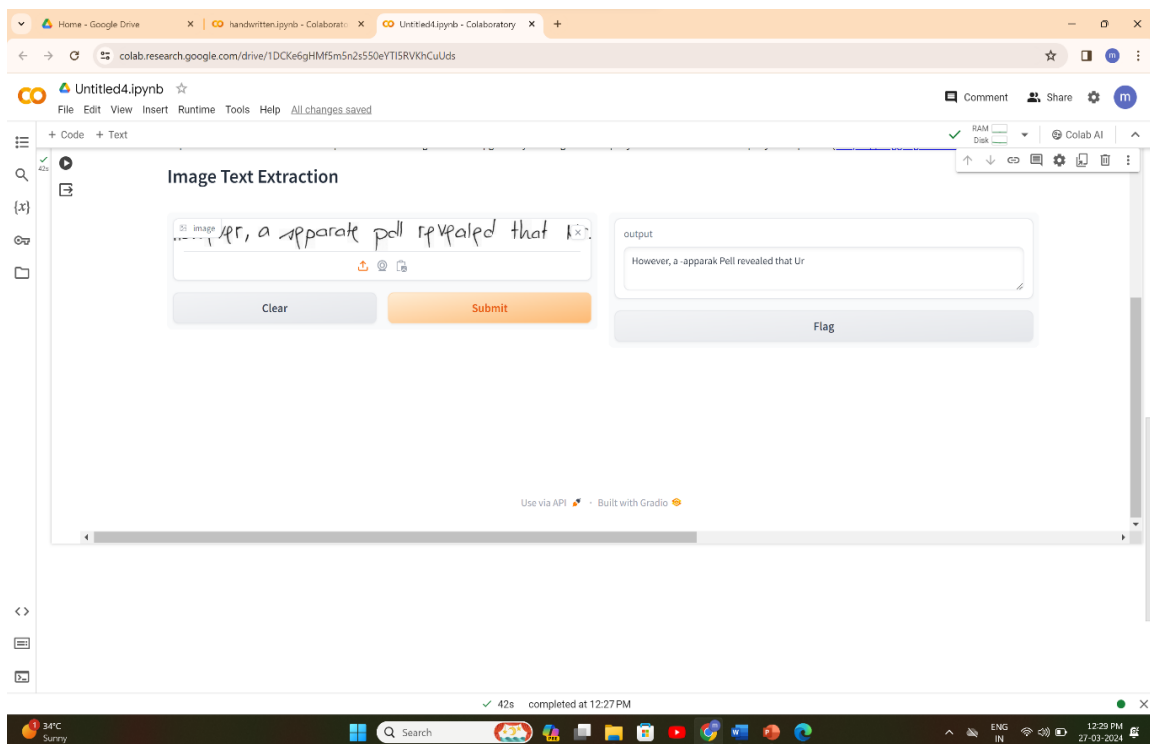 Home - Google Drive
handwritten.ipynb - Colaborato
Untitled4.ipynb - Colaboratory
colab.research.google.com/drive/1DCKe6gHMf5m5n2s550eYTI5RVKhCuUds
Untitled4.ipynb
Comment Share m
File Edit View Insert Runtime Tools Help All changes saved
+ Code + Text
RAM
Disk
Colab AI
42s
Image Text Extraction
image
er, a apparate poll revealed that
output
However, a -apparak Pell revealed that Ur
Clear
Submit
Flag
Use via API · Built with Gradio
42s completed at 12:27 PM
1 34°C
Sunny
Search
ENG
IN
12:29 PM
27-03-2024